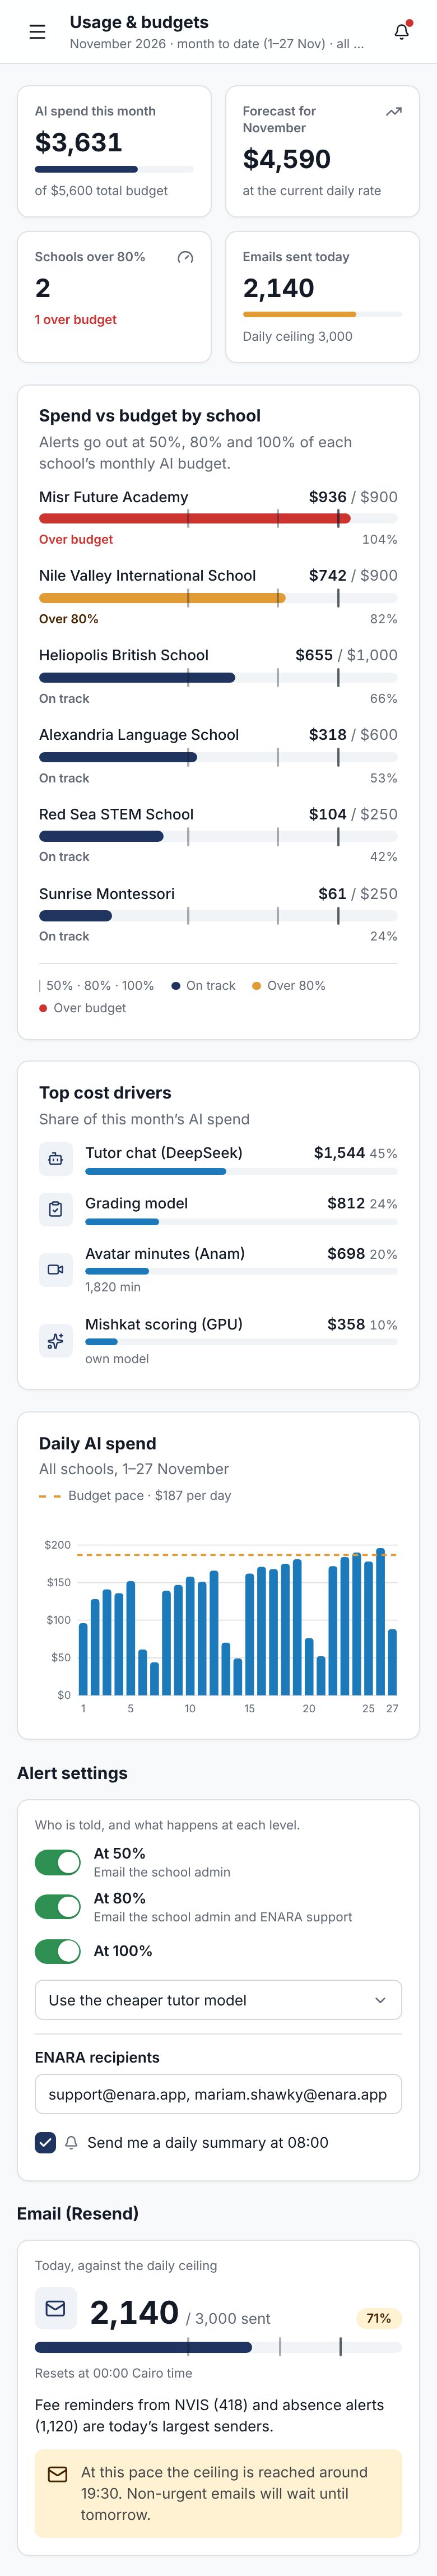 Usage & budgets
November 2026 · month to date (1–27 Nov) · all ...
AI spend this month
$3,631
of $5,600 total budget
Forecast for
November
$4,590
at the current daily rate
Schools over 80%
2
1 over budget
Emails sent today
2,140
Daily ceiling 3,000
Spend vs budget by school
Alerts go out at 50%, 80% and 100% of each
school's monthly AI budget.
Misr Future Academy $936 / $900
Over budget 104%
Nile Valley International School $742 / $900
Over 80% 82%
Heliopolis British School $655 / $1,000
On track 66%
Alexandria Language School $318 / $600
On track 53%
Red Sea STEM School $104 / $250
On track 42%
Sunrise Montessori $61 / $250
On track 24%
50% · 80% · 100% On track Over 80%
Over budget
Top cost drivers
Share of this month's AI spend
Tutor chat (DeepSeek) $1,544 45%
Grading model $812 24%
Avatar minutes (Anam) $698 20%
1,820 min
Mishkat scoring (GPU) $358 10%
own model
Daily AI spend
All schools, 1–27 November
Budget pace · $187 per day
$200
$150
$100
$50
$0
1 5 10 15 20 25 27
Alert settings
Who is told, and what happens at each level.
At 50%
Email the school admin
At 80%
Email the school admin and ENARA support
At 100%
Use the cheaper tutor model
ENARA recipients
support@enara.app, mariam.shawky@enara.app
Send me a daily summary at 08:00
Email (Resend)
Today, against the daily ceiling
2,140 / 3,000 sent 71%
Resets at 00:00 Cairo time
Fee reminders from NVIS (418) and absence alerts
(1,120) are today's largest senders.
At this pace the ceiling is reached around
19:30. Non-urgent emails will wait until
tomorrow.